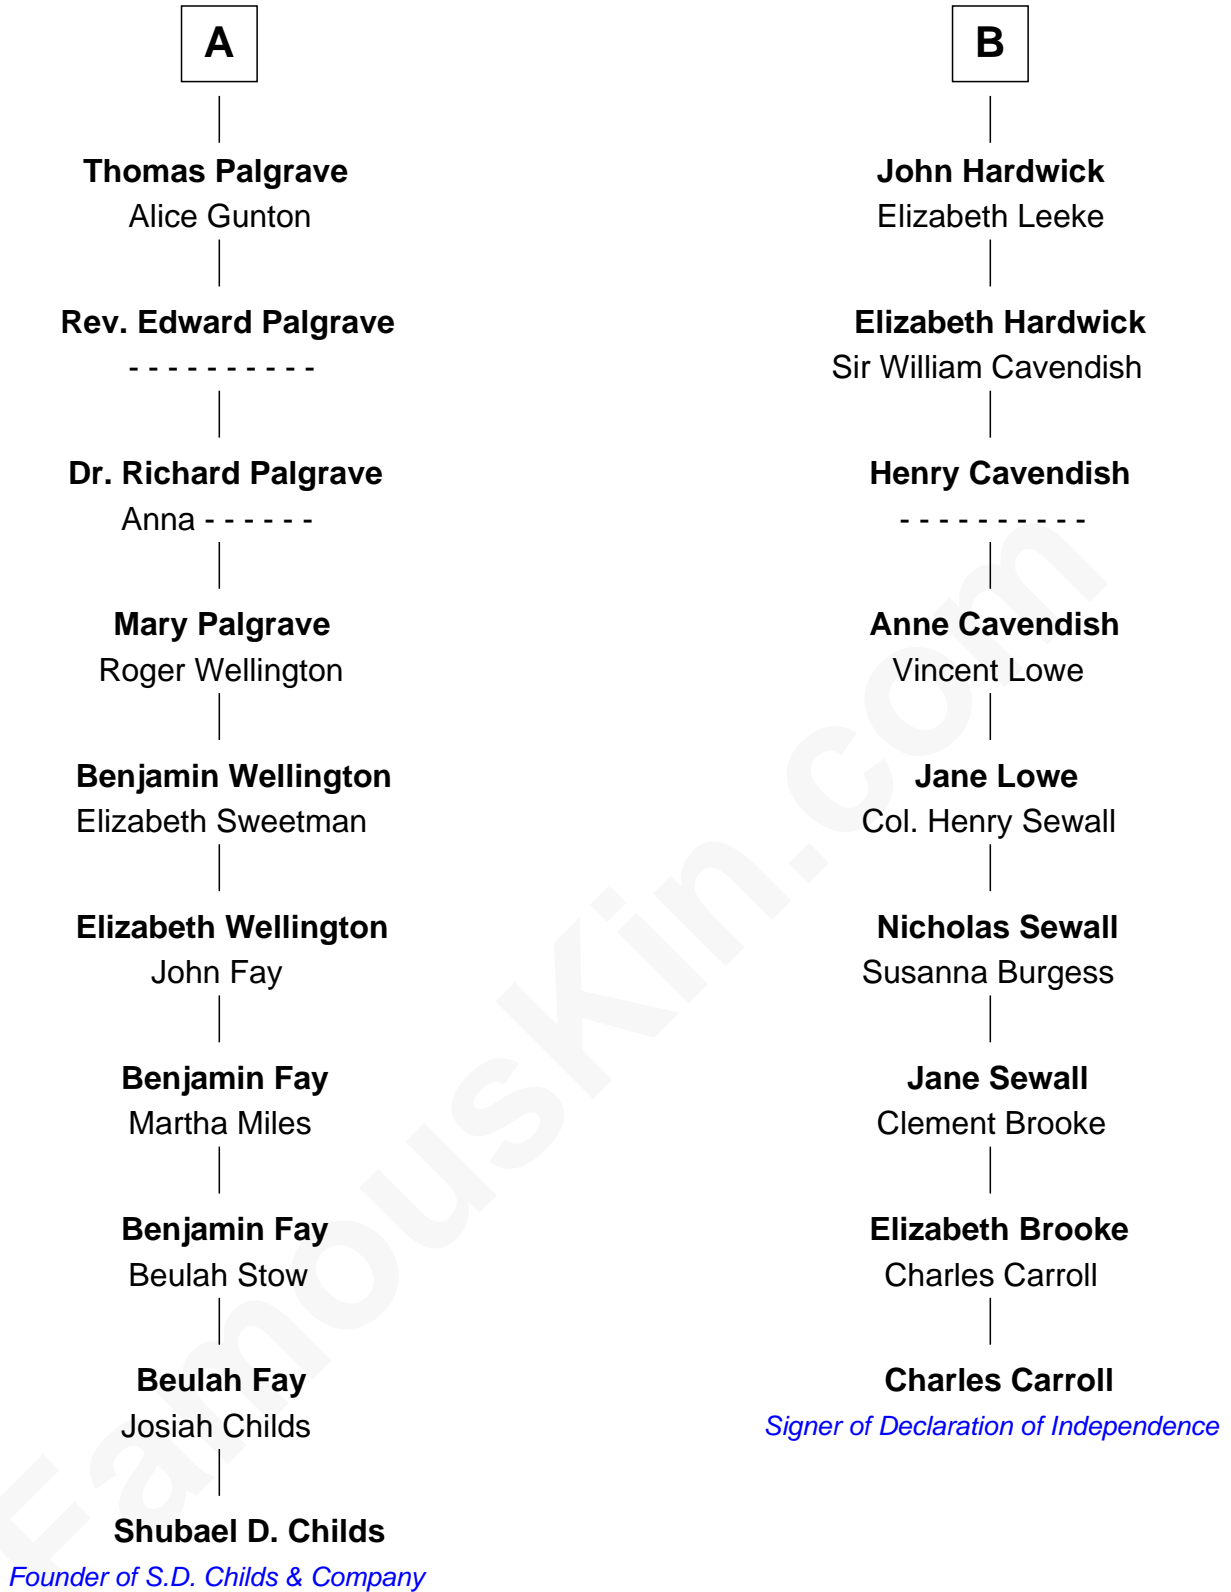 A
Thomas Palgrave
Alice Gunton
Rev. Edward Palgrave
- - - - - - - - - -
Dr. Richard Palgrave
Anna - - - - - -
Mary Palgrave
Roger Wellington
Benjamin Wellington
Elizabeth Sweetman
Elizabeth Wellington
John Fay
Benjamin Fay
Martha Miles
Benjamin Fay
Beulah Stow
Beulah Fay
Josiah Childs
Shubael D. Childs
Founder of S.D. Childs & Company
B
John Hardwick
Elizabeth Leeke
Elizabeth Hardwick
Sir William Cavendish
Henry Cavendish
- - - - - - - - - -
Anne Cavendish
Vincent Lowe
Jane Lowe
Col. Henry Sewall
Nicholas Sewall
Susanna Burgess
Jane Sewall
Clement Brooke
Elizabeth Brooke
Charles Carroll
Charles Carroll
Signer of Declaration of Independence
FamousKin.com